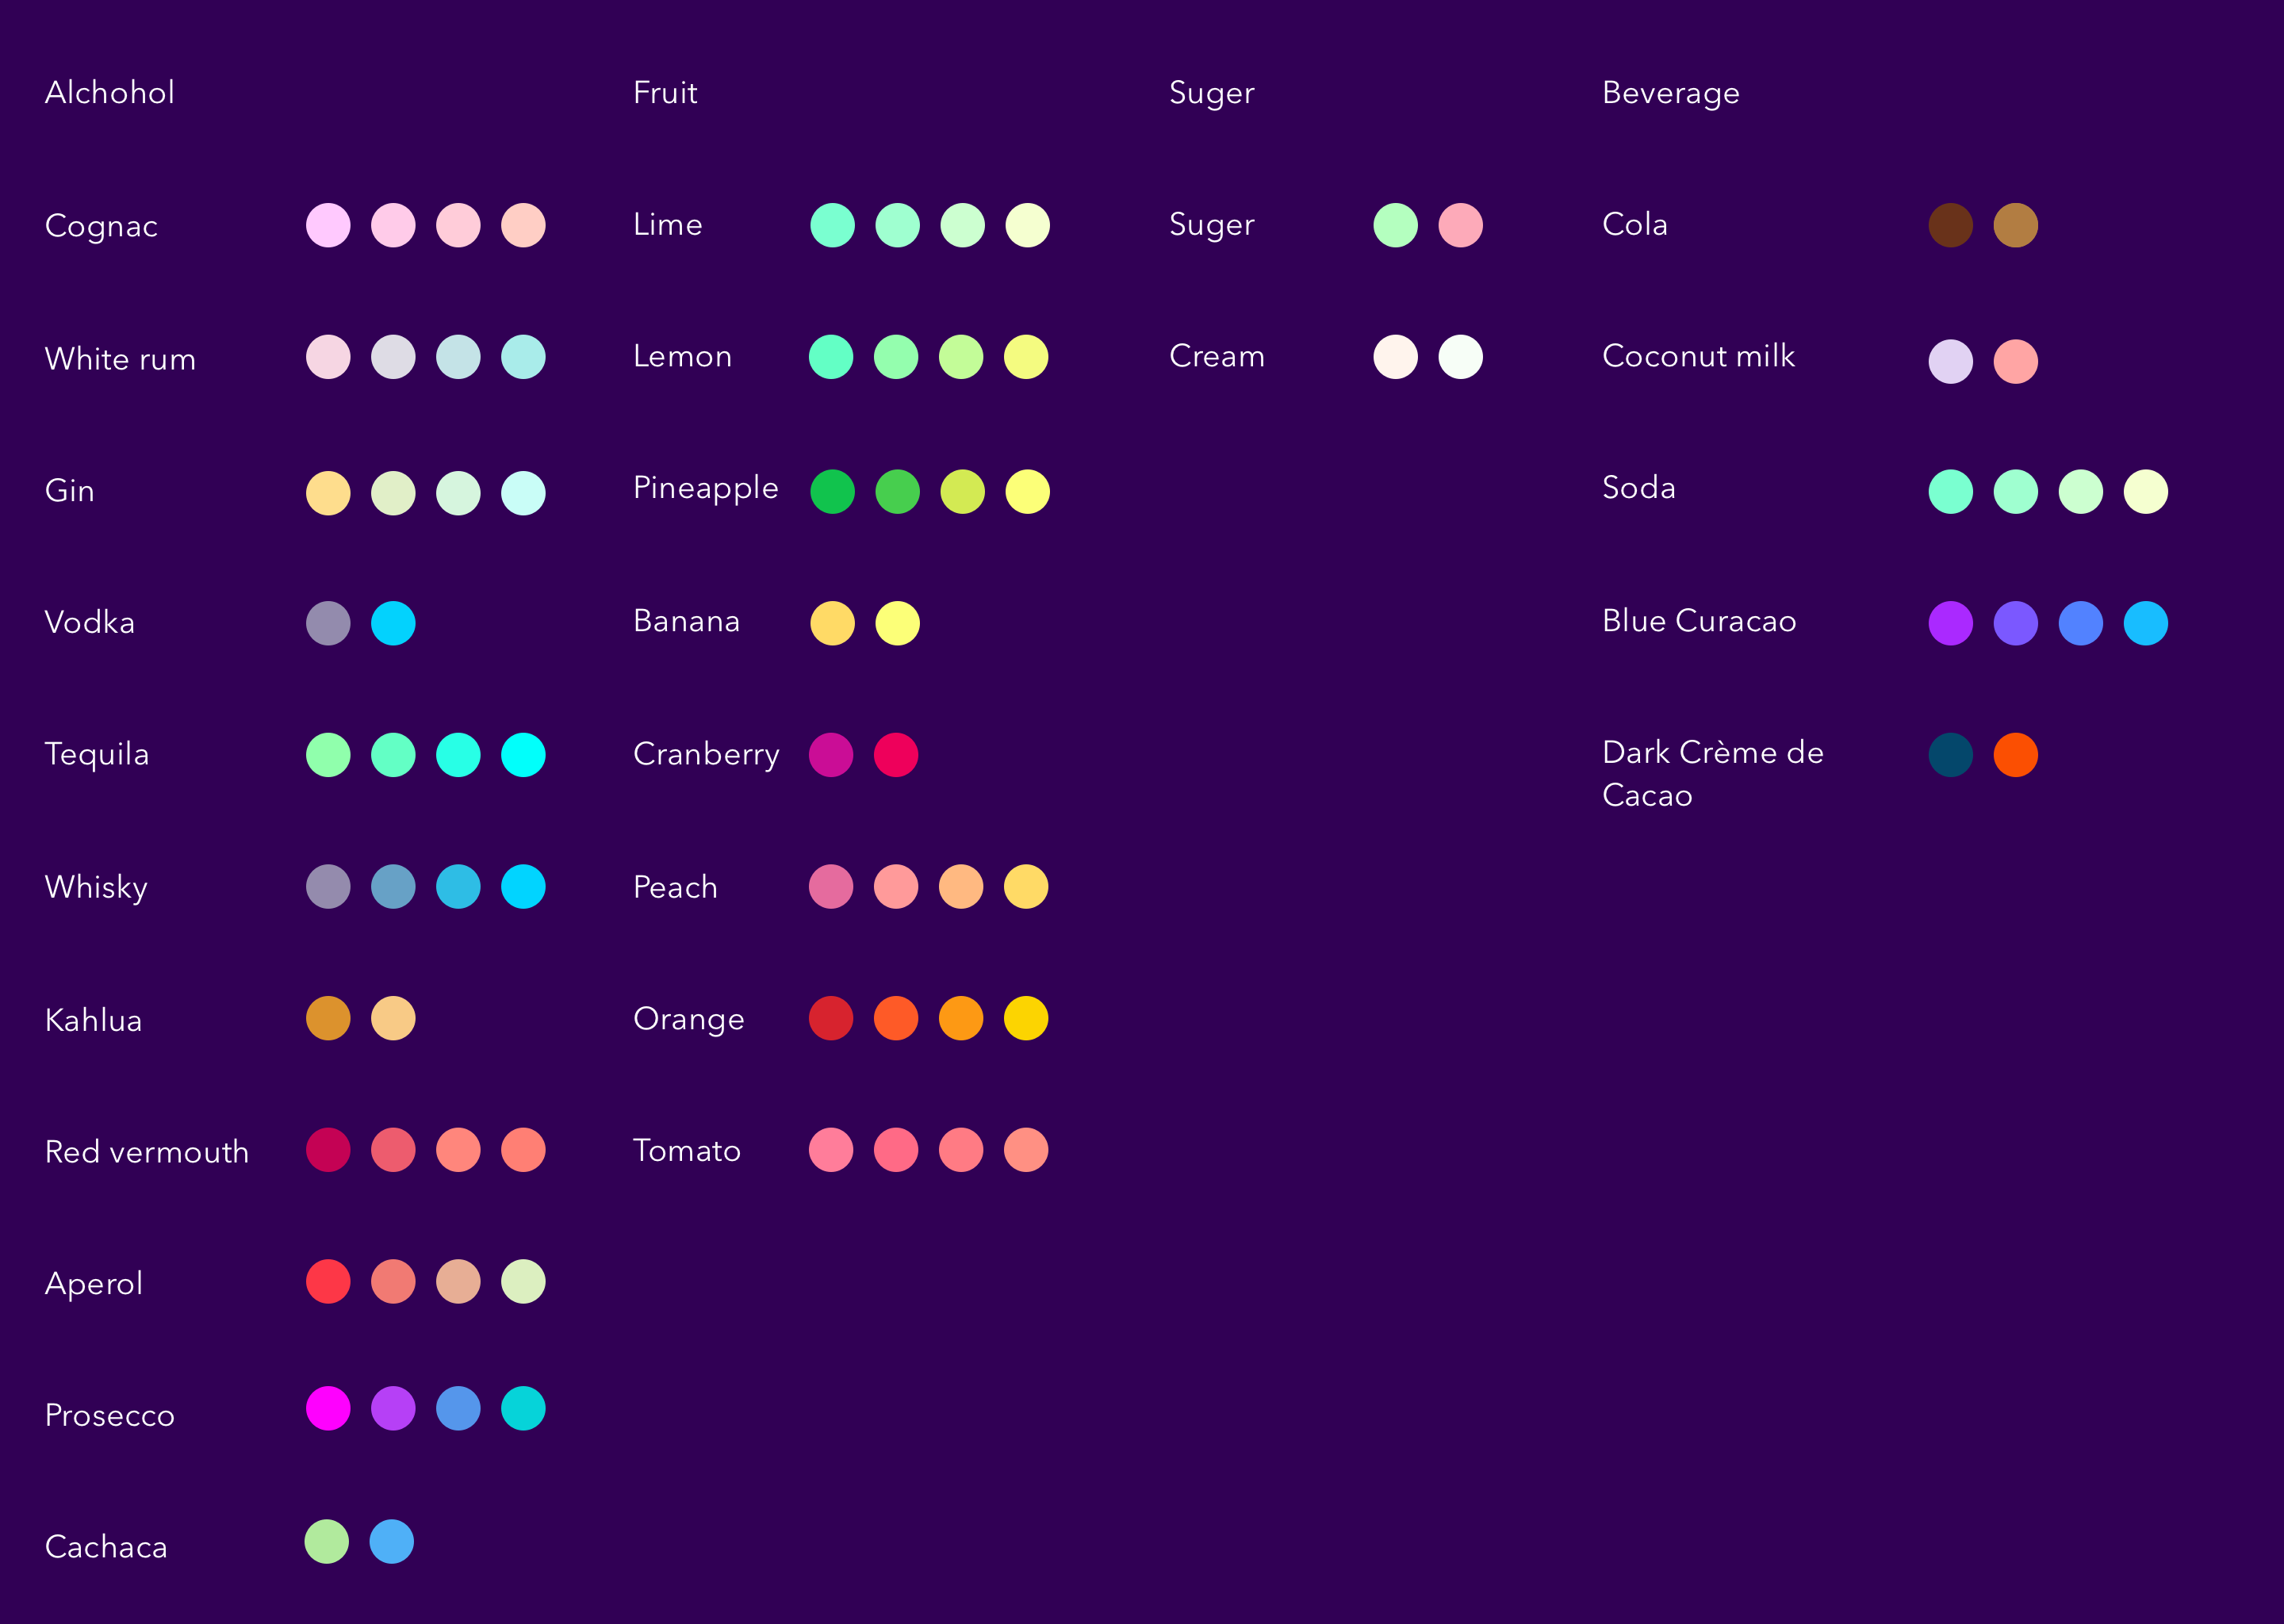 Alchohol
Cognac
White rum
Gin
Vodka
Tequila
Whisky
Kahlua
Red vermouth
Aperol
Prosecco
Cachaca
Fruit
Lime
Lemon
Pineapple
Banana
Cranberry
Peach
Orange
Tomato
Suger
Suger
Cream
Beverage
Cola
Coconut milk
Soda
Blue Curacao
Dark Crème de
Cacao